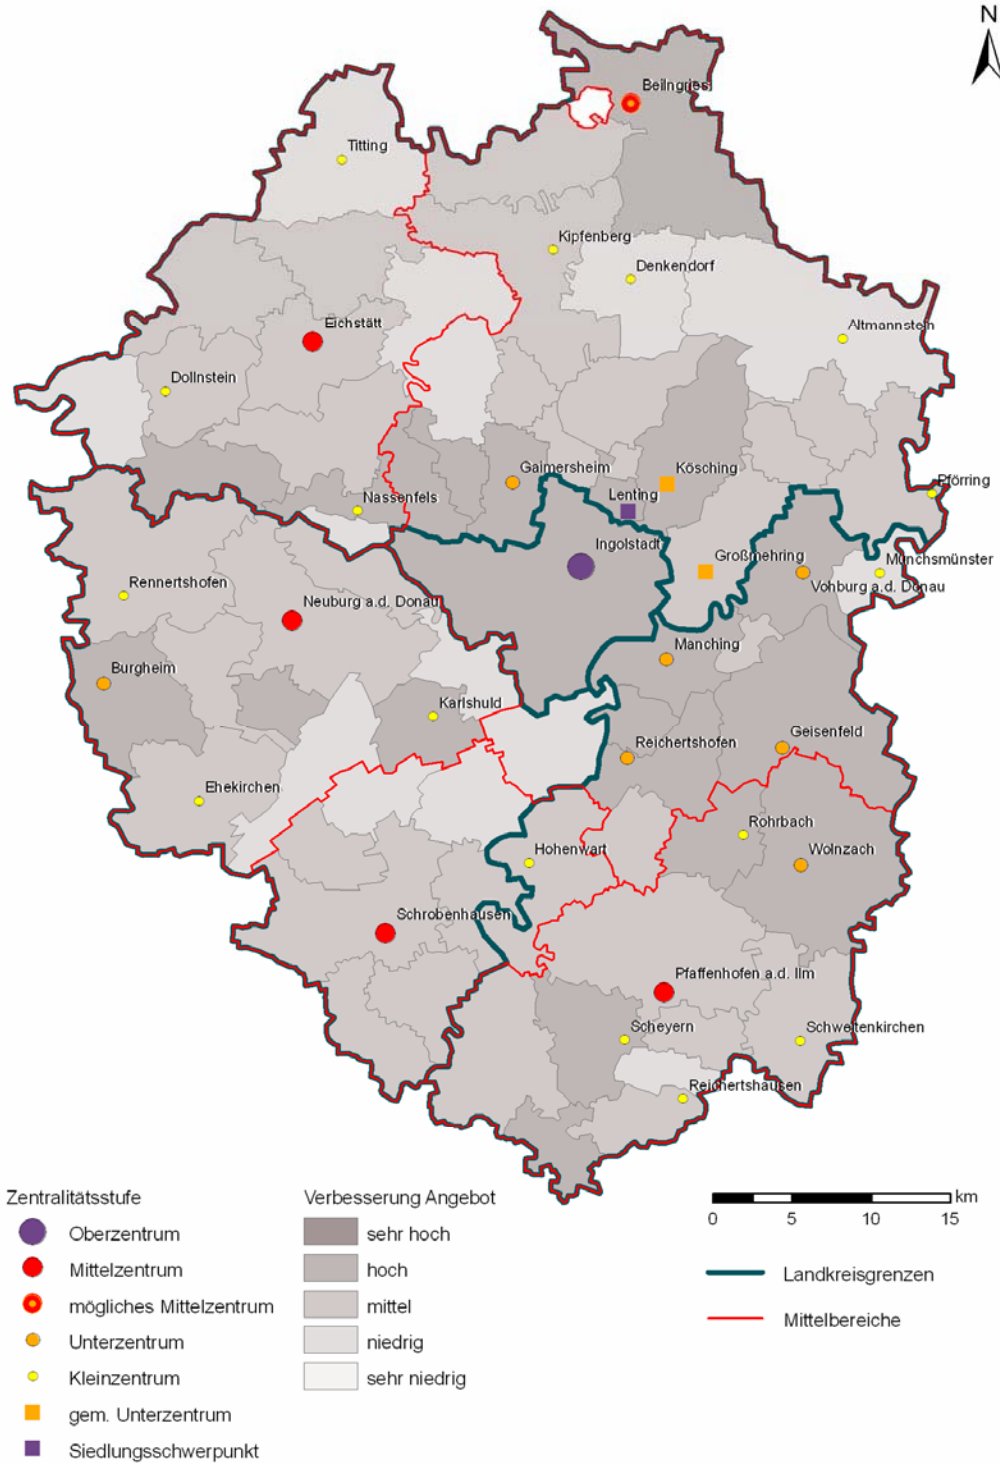 N
Beilngries
Titting
Kipfenberg
Denkendorf
Eichstätt
Altmannstein
Dollnstein
Gaimersheim
Kösching
Pförring
Nassenfels
Lenting
Ingolstadt
Großmehring
Münchsmünster
Rennertshofen
Vohburg a.d. Donau
Neuburg a.d. Donau
Manching
Burgheim
Karlshuld
Geisenfeld
Reichertshofen
Ehekirchen
Rohrbach
Hohenwart
Wolnzach
Schrobenhausen
Pfaffenhofen a.d. Ilm
Scheyern
Schweitenkirchen
Reichertshausen
Zentralitätsstufe
Oberzentrum
Mittelzentrum
mögliches Mittelzentrum
Unterzentrum
Kleinzentrum
gem. Unterzentrum
Siedlungsschwerpunkt
Verbesserung Angebot
sehr hoch
hoch
mittel
niedrig
sehr niedrig
km
0 5 10 15
Landkreisgrenzen
Mittelbereiche